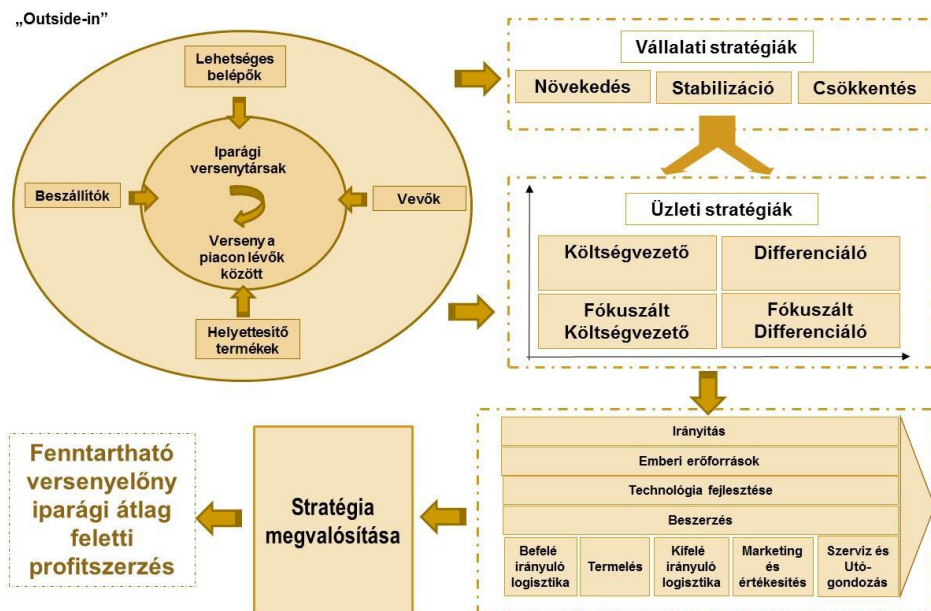 „Outside-in”
Lehetséges
belépők
Iparági
versenytársak
Beszállítók
Vevők
Verseny a
piacon lévők
között
Helyettesítő
termékek
Vállalati stratégiák
Növekedés
Stabilizáció
Csökkentés
Üzleti stratégiák
Költségvezető
Differenciáló
Fókuszált
Költségvezető
Fókuszált
Differenciáló
Irányítás
Emberi erőforrások
Technológia fejlesztése
Beszerzés
Befelé
irányuló
logisztika
Termelés
Kifelé
irányuló
logisztika
Marketing
és
értékesítés
Szerviz és
Utó-
gondozás
Stratégia
megvalósítása
Fenntartható
versenyelőny
iparági átlag
feletti
profitszerzés